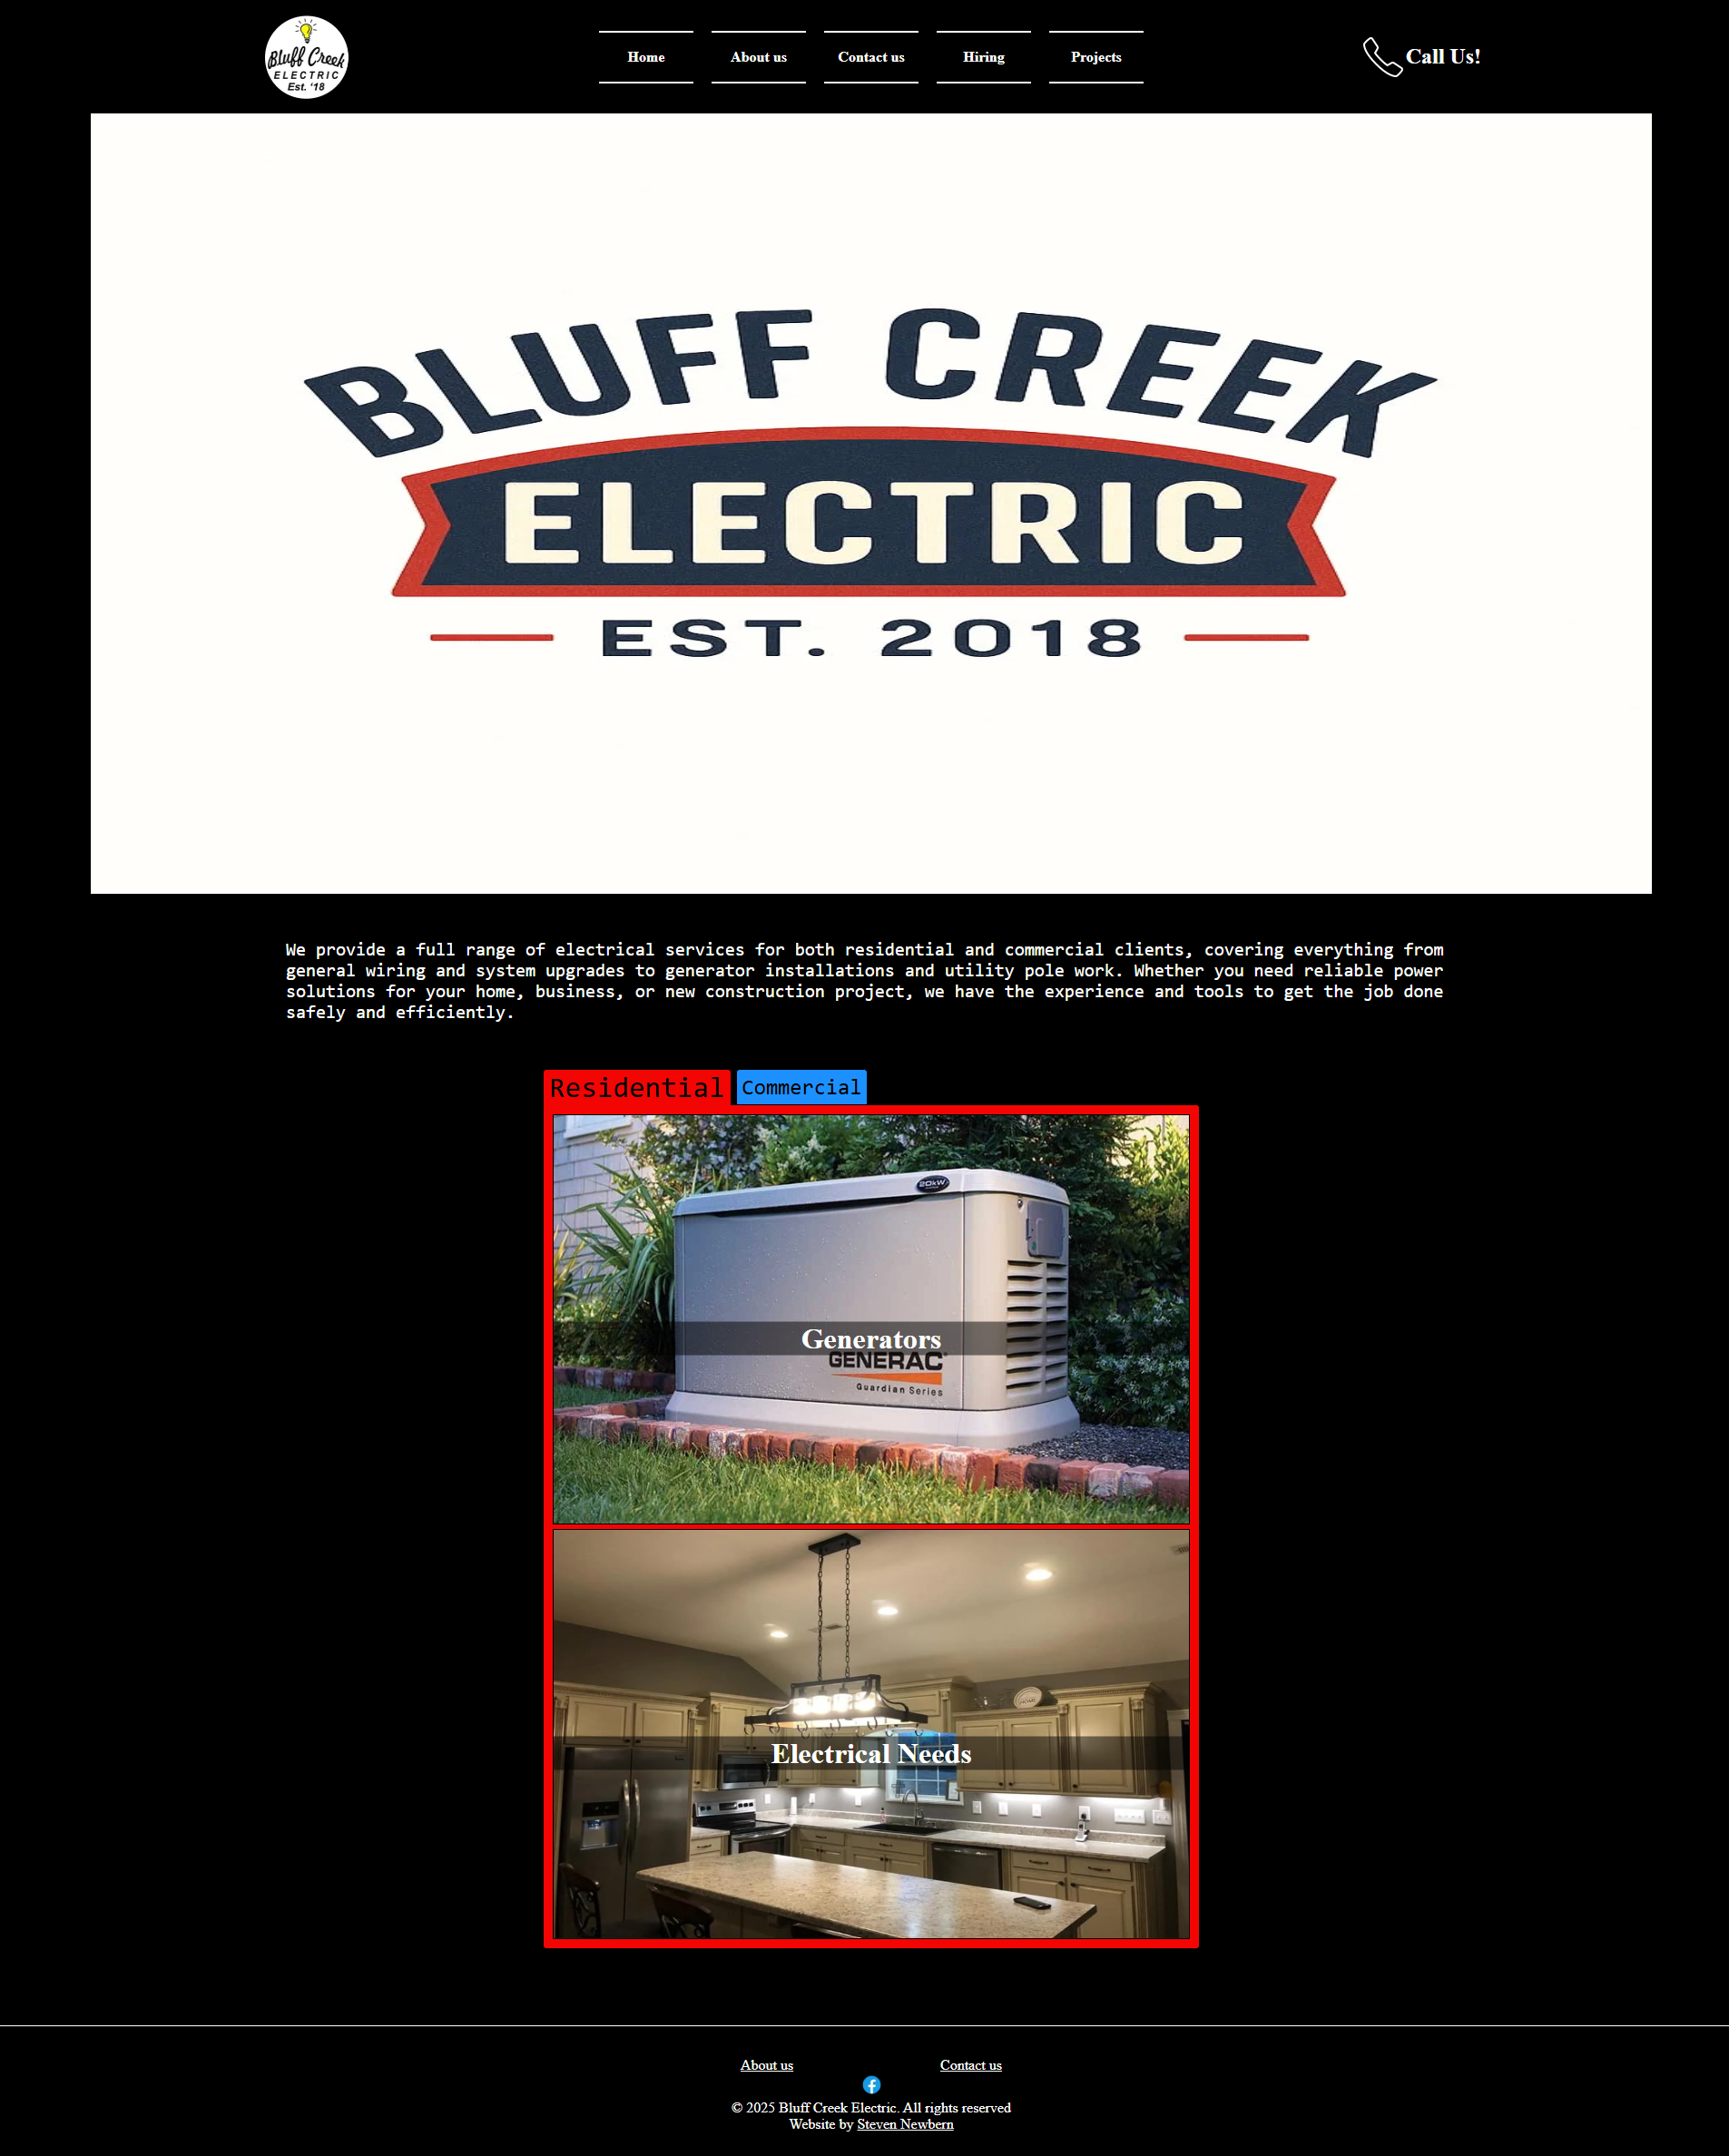 Bluff Creek
ELECTRIC
Est. '18
Home
About us
Contact us
Hiring
Projects
Call Us!
BLUFF CREEK
ELECTRIC
EST. 2018
We provide a full range of electrical services for both residential and commercial clients, covering everything from
general wiring and system upgrades to generator installations and utility pole work. Whether you need reliable power
solutions for your home, business, or new construction project, we have the experience and tools to get the job done
safely and efficiently.
Residential
Commercial
20kW
Generators
GENERAC
Guardian Series
Electrical Needs
About us
Contact us
© 2025 Bluff Creek Electric. All rights reserved
Website by Steven Newbern